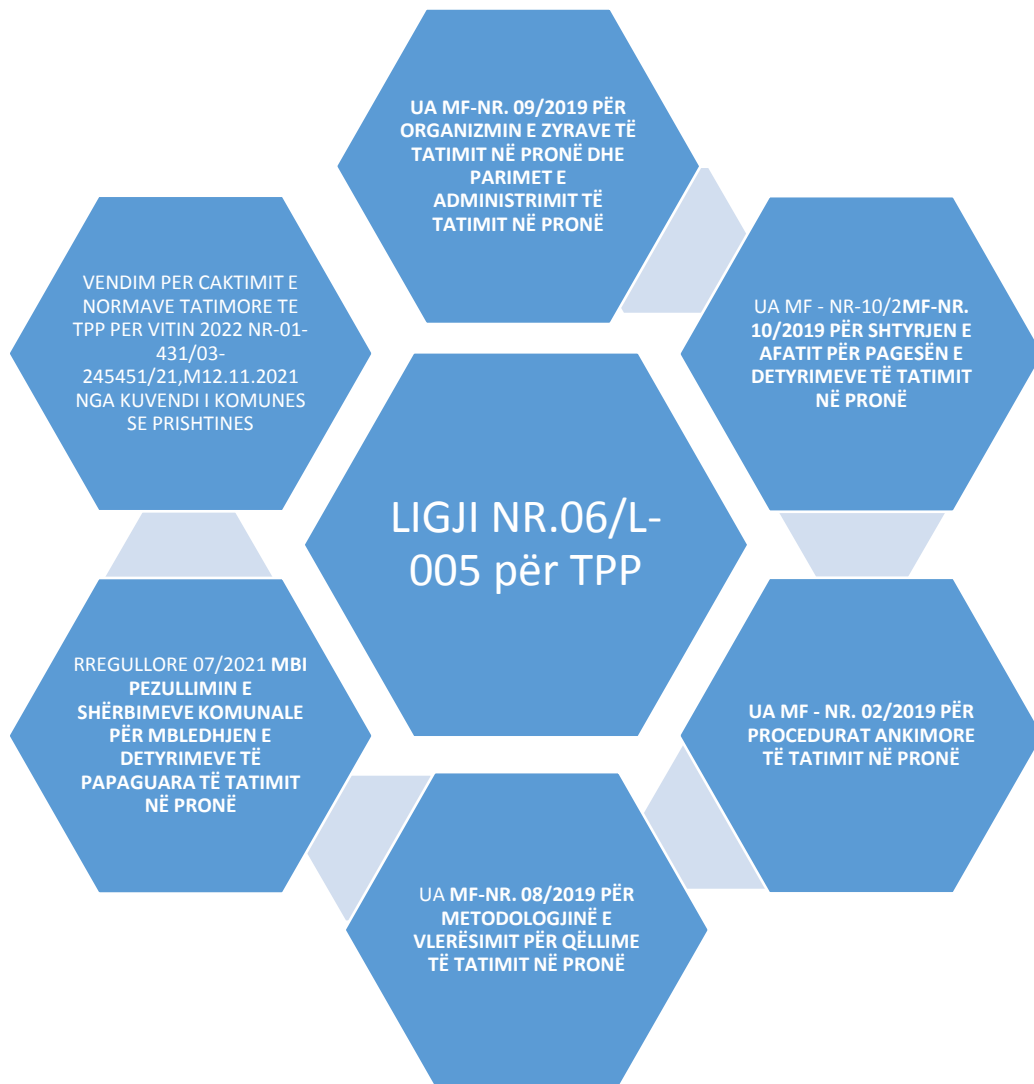 UA MF-NR. 09/2019 PËR
ORGANIZMIN E ZYRAVE TË
TATIMIT NË PRONË DHE
PARIMET E
ADMINISTRIMIT TË
TATIMIT NË PRONË
VENDIM PER CAKTIMIT E
NORMAVE TATIMORE TE
TPP PER VITIN 2022 NR-01-
431/03-
245451/21,M12.11.2021
NGA KUVENDI I KOMUNES
SE PRISHTINES
UA MF - NR-10/2MF-NR.
10/2019 PËR SHTYRJEN E
AFATIT PËR PAGESËN E
DETYRIMEVE TË TATIMIT
NË PRONË
LIGJI NR.06/L-
005 për TPP
RREGULLORE 07/2021 MBI
PEZULLIMIN E
SHËRBIMEVE KOMUNALE
PËR MBLEDHJEN E
DETYRIMEVE TË
PAPAGUARA TË TATIMIT
NË PRONË
UA MF - NR. 02/2019 PËR
PROCEDURAT ANKIMORE
TË TATIMIT NË PRONË
UA MF-NR. 08/2019 PËR
METODOLOGJINË E
VLERËSIMIT PËR QËLLIME
TË TATIMIT NË PRONË